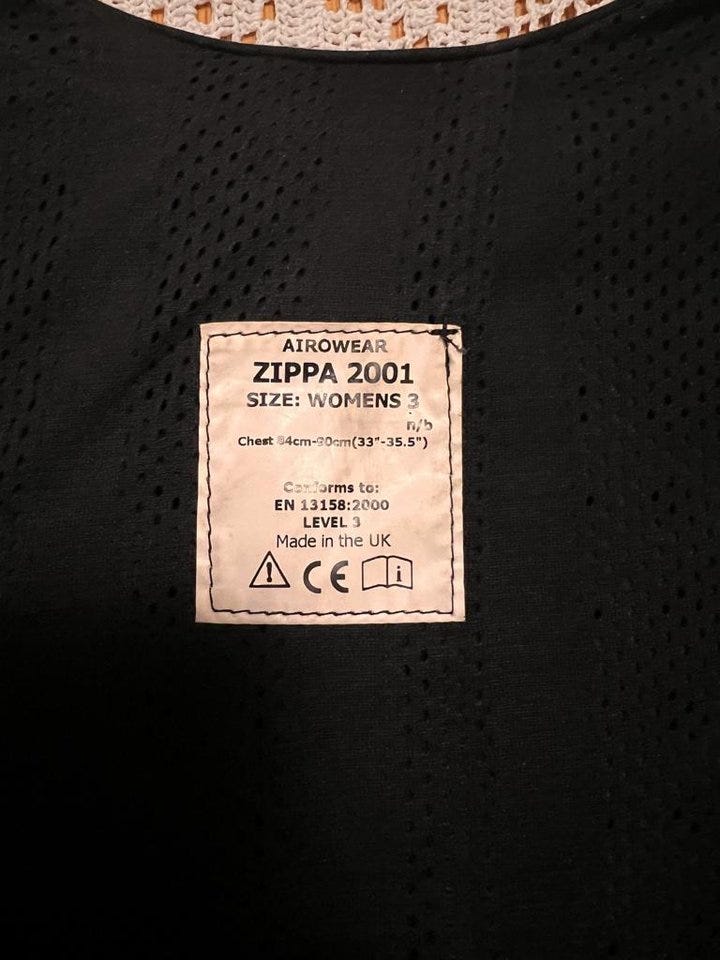 AIROWEAR
ZIPPA 2001
SIZE: WOMENS 3
n/b
Chest 84cm-90cm(33"-35.5")
Conforms to:
EN 13158:2000
LEVEL 3
Made in the UK
! CE i